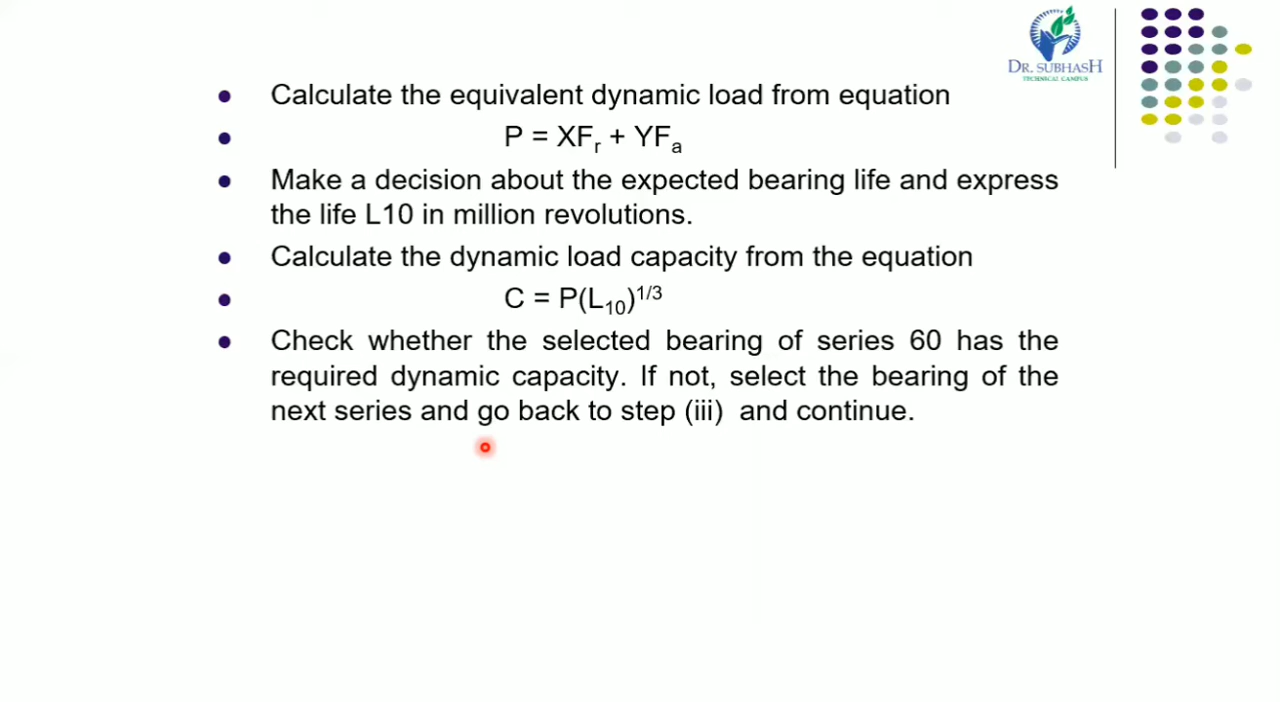 DR. SUBHASH
TECHNICAL CAMPUS
• Calculate the equivalent dynamic load from equation
• P = XFr + YFa
• Make a decision about the expected bearing life and express
the life L10 in million revolutions.
• Calculate the dynamic load capacity from the equation
• C = P(L10)1/3
• Check whether the selected bearing of series 60 has the
required dynamic capacity. If not, select the bearing of the
next series and go back to step (iii) and continue.